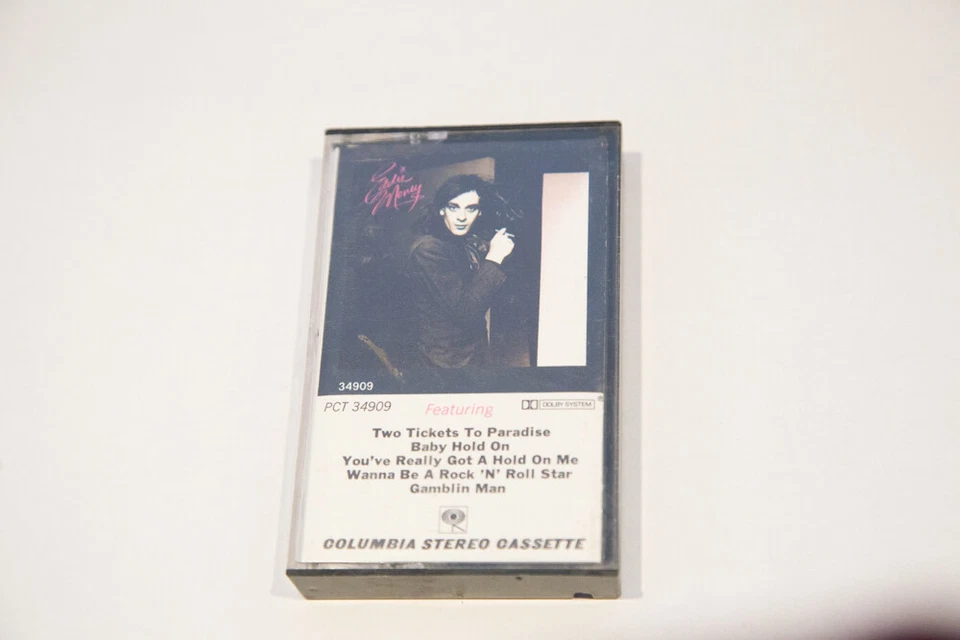 Eddie
Money
34909
PCT 34909
Featuring
DOLBY SYSTEM
Two Tickets To Paradise
Baby Hold On
You've Really Got A Hold On Me
Wanna Be A Rock 'N' Roll Star
Gamblin Man
COLUMBIA STEREO CASSETTE